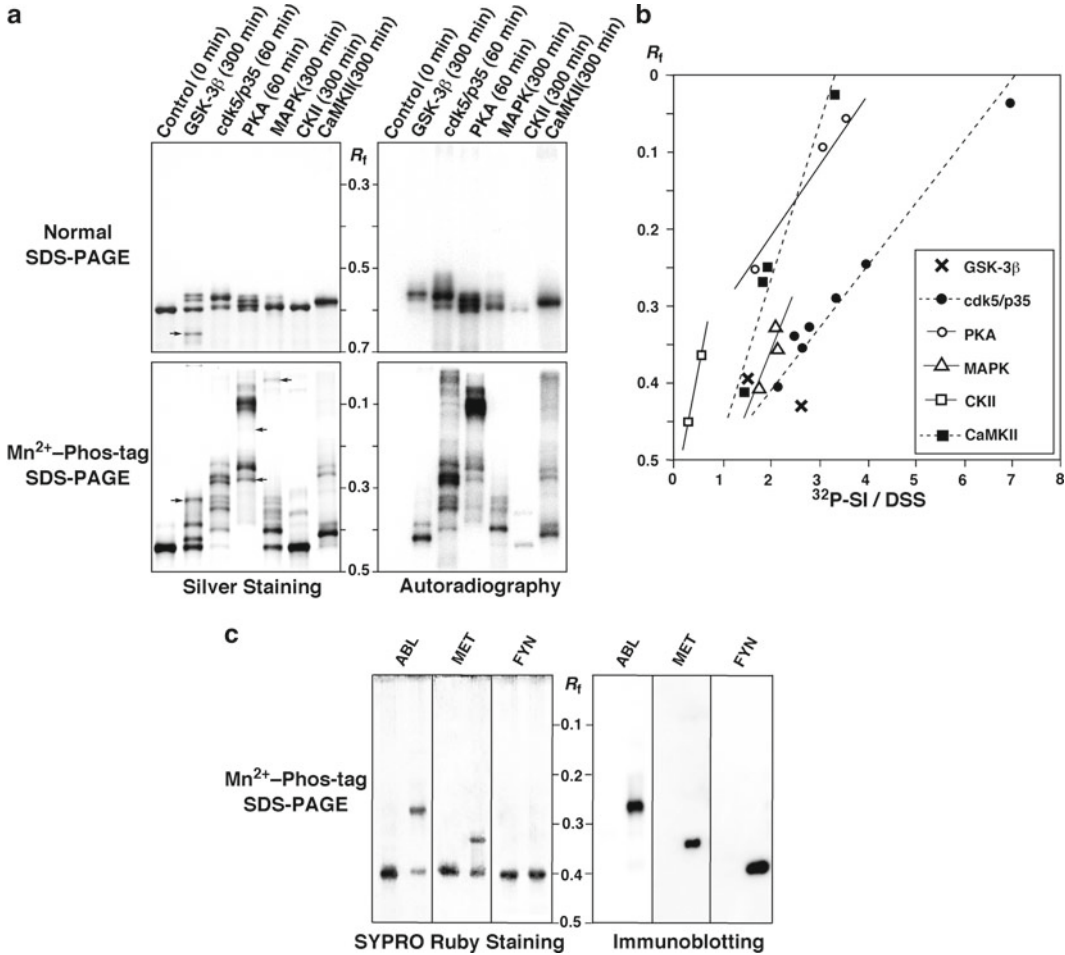 a
Control (0 min)
GSK-3β (300 min)
cdk5/p35 (60 min)
PKA (60 min)
MAPK(300 min)
CKII (300 min)
CaMKII(300 min)
Control (0 min)
GSK-3β (300 min)
cdk5/p35 (60 min)
PKA (60 min)
MAPK(300 min)
CKII (300 min)
CaMKII(300 min)
Rf
0.3
0.5
0.7
Normal
SDS-PAGE
0.1
0.3
0.5
Mn2+–Phos-tag
SDS-PAGE
Silver Staining
Autoradiography
b
Rf
0
0.1
0.2
0.3
0.4
0.5
0
1
2
3
4
5
6
7
8
32P-SI / DSS
GSK-3β
cdk5/p35
PKA
MAPK
CKII
CaMKII
c
ABL
MET
FYN
ABL
MET
FYN
Rf
0.1
0.2
0.3
0.4
0.5
Mn2+–Phos-tag
SDS-PAGE
SYPRO Ruby Staining
Immunoblotting